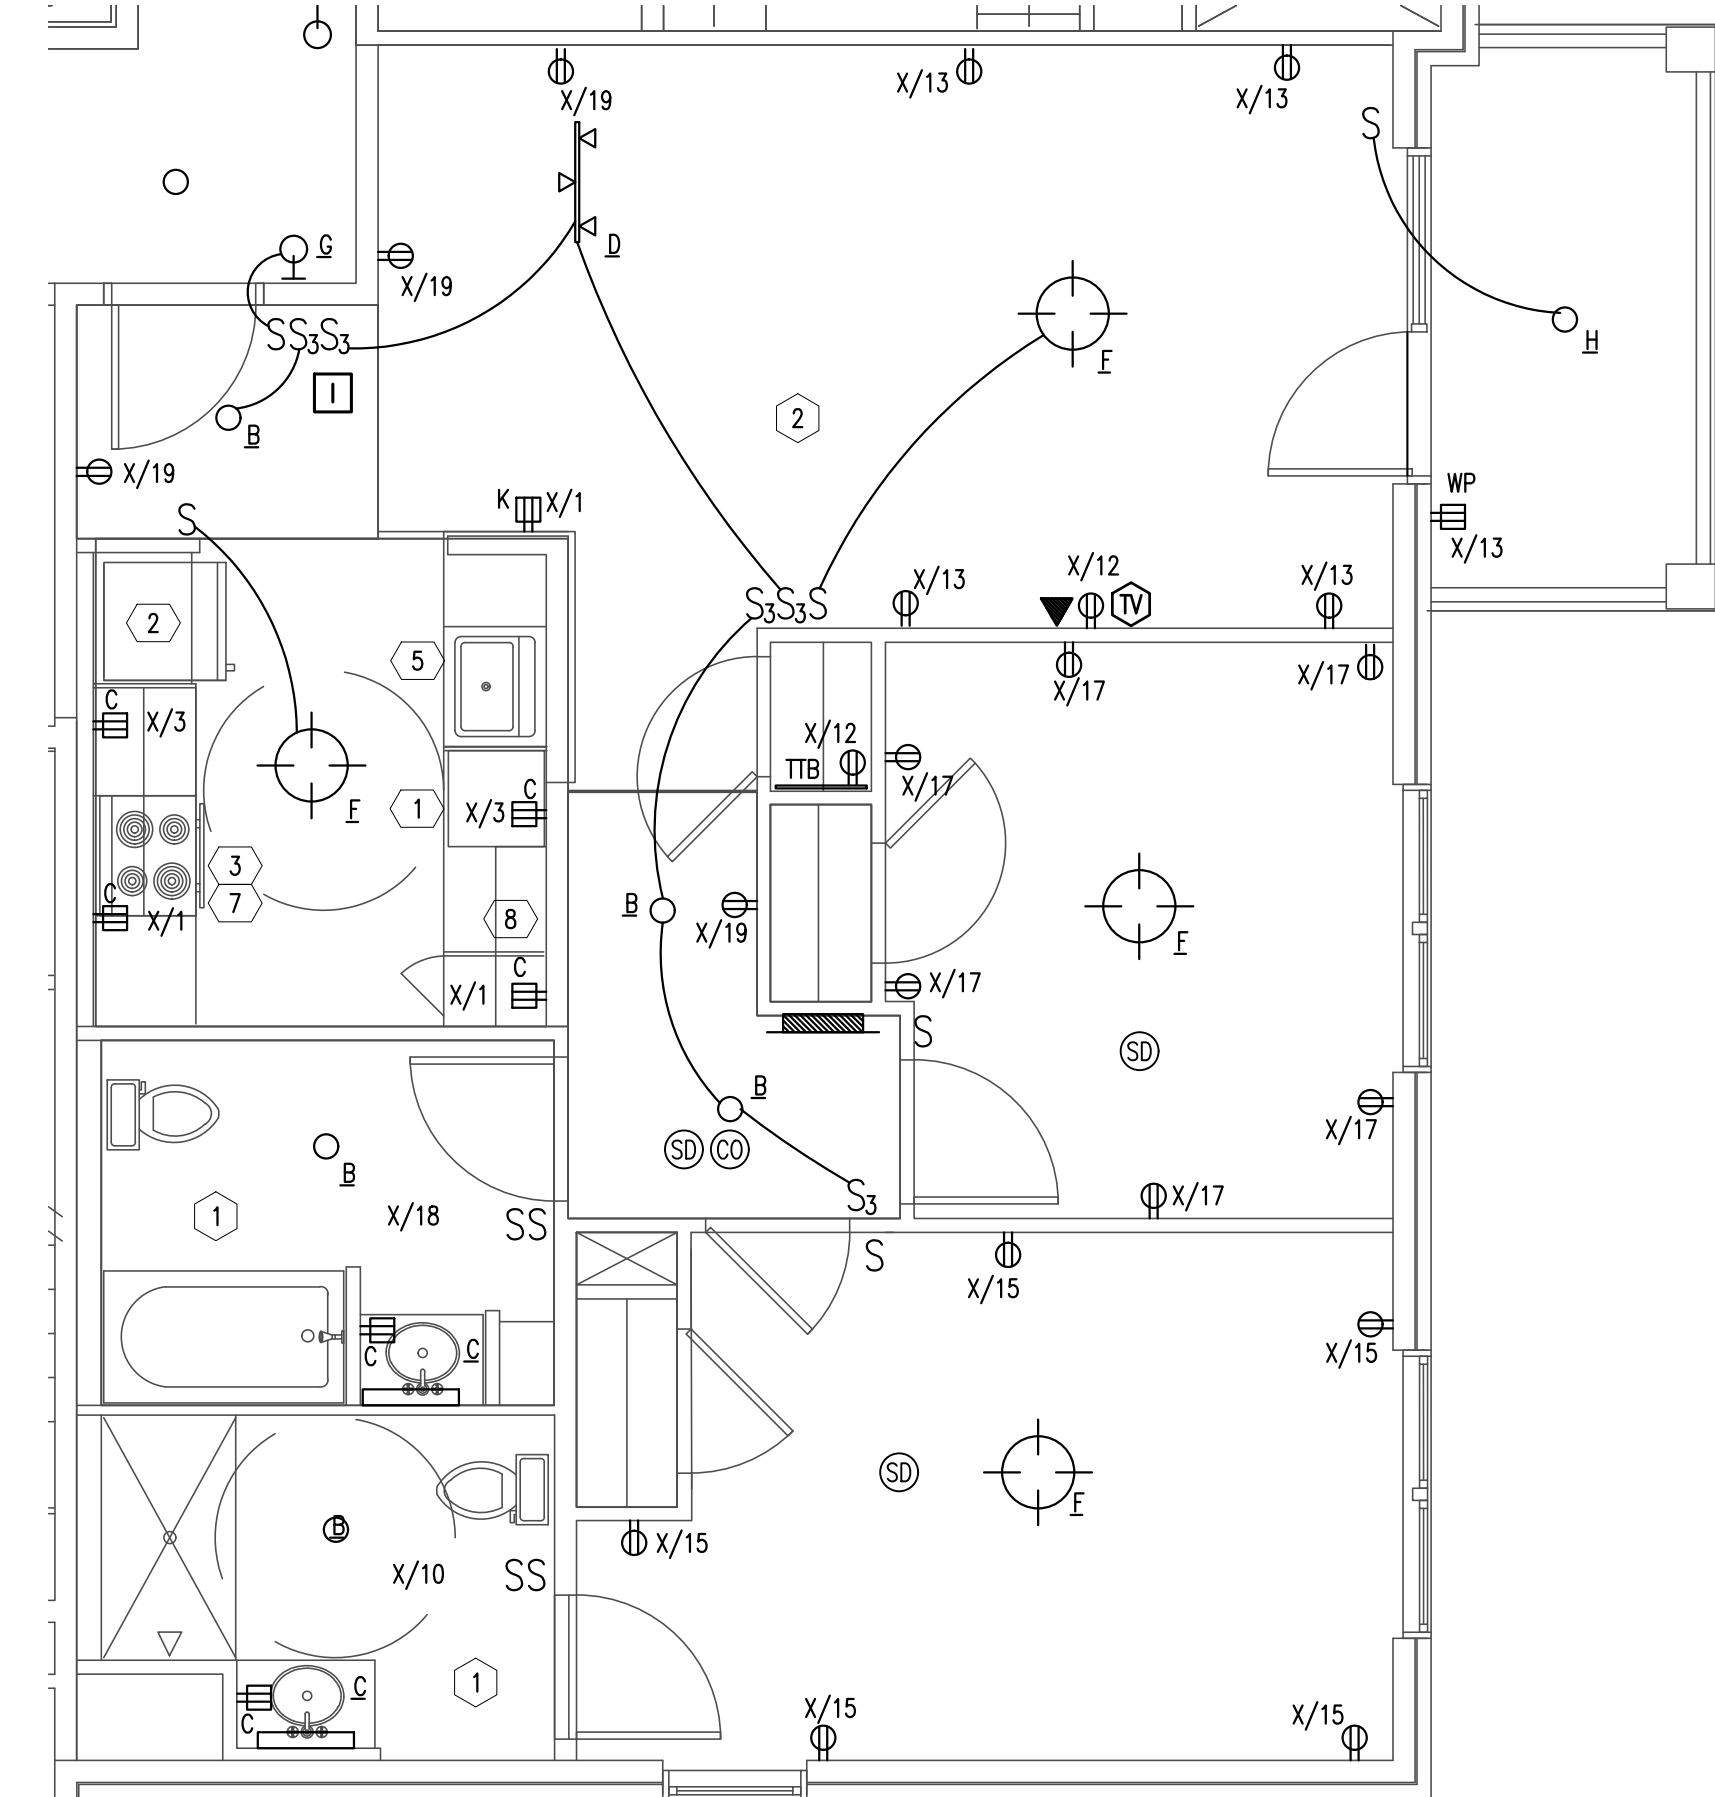 X/19
X/13
X/13
S
D
G
X/19
SS3S3
I
H
F
B
2
X/19
S
K X/1
WP
X/13
X/13
X/12
TV
X/13
S3S3S
2
5
X/17
X/17
C
X/3
X/12
TTB
X/17
F
1
X/3
C
3
7
C
X/1
8
B
X/19
F
C
X/1
X/17
S
SD
B
SD
CO
X/17
B
S3
X/17
1
X/18
SS
S
X/15
C
C
X/15
SD
F
B
X/15
X/10
SS
1
C
C
X/15
X/15